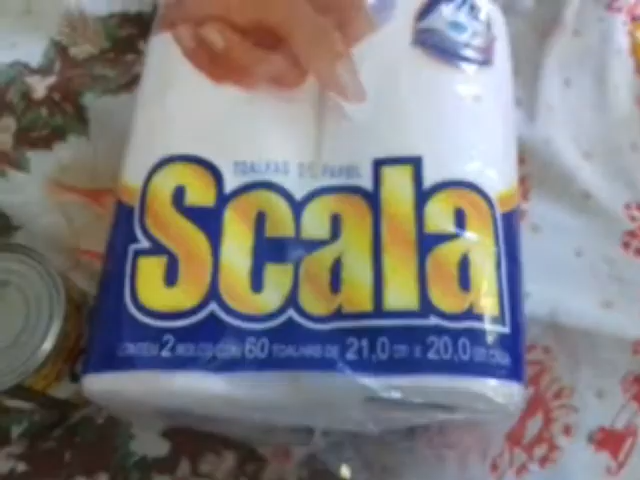 TOALHAS DE PAPEL
Scala
CONTÉM 2 ROLOS COM 60 TOALHAS DE 21,0 cm x 20,0 cm CADA